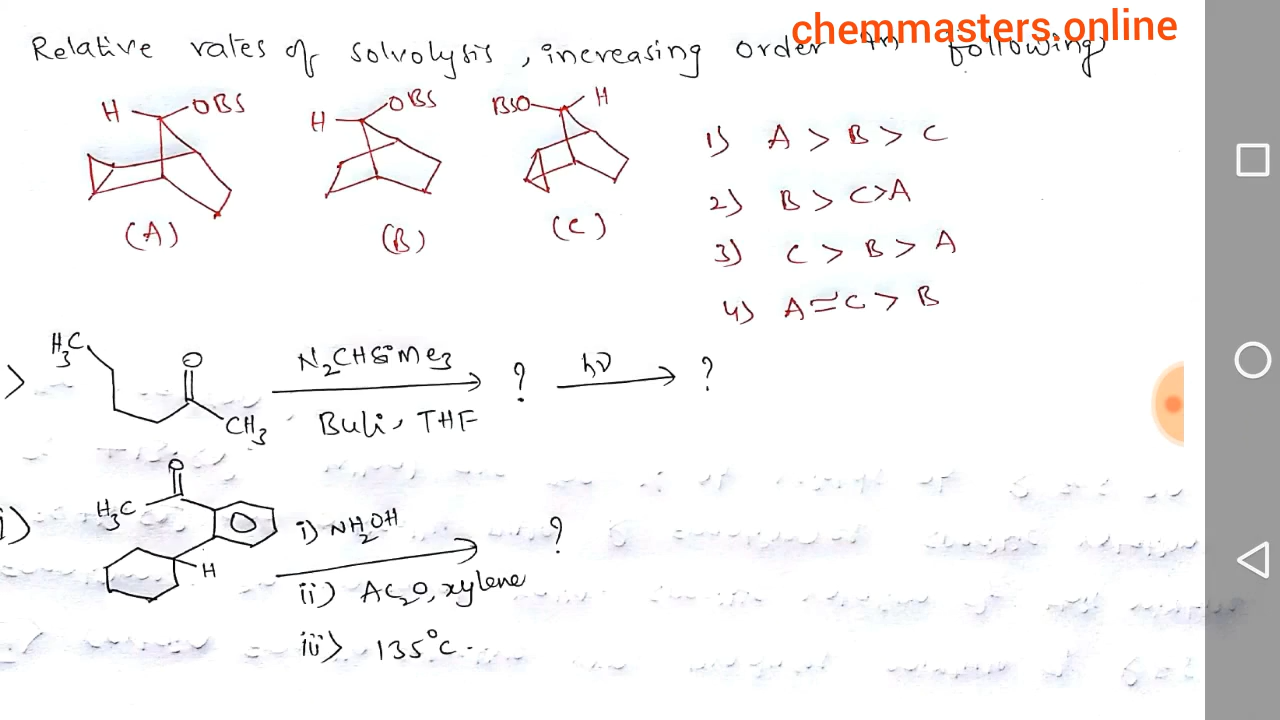 chemmasters.online
Relative rates of solvolysis, increasing order in following
H OBS
H OBS
BSO H
(A)
(B)
(C)
1) A > B > C
2) B > C > A
3) C > B > A
4) A ≃ C > B
> H3C O CH3
N2CHSiMe3
BuLi, THF
? hν ?
i) H3C O H
i) NH2OH
ii) AC2O, xylene
iii) 135°C.
?